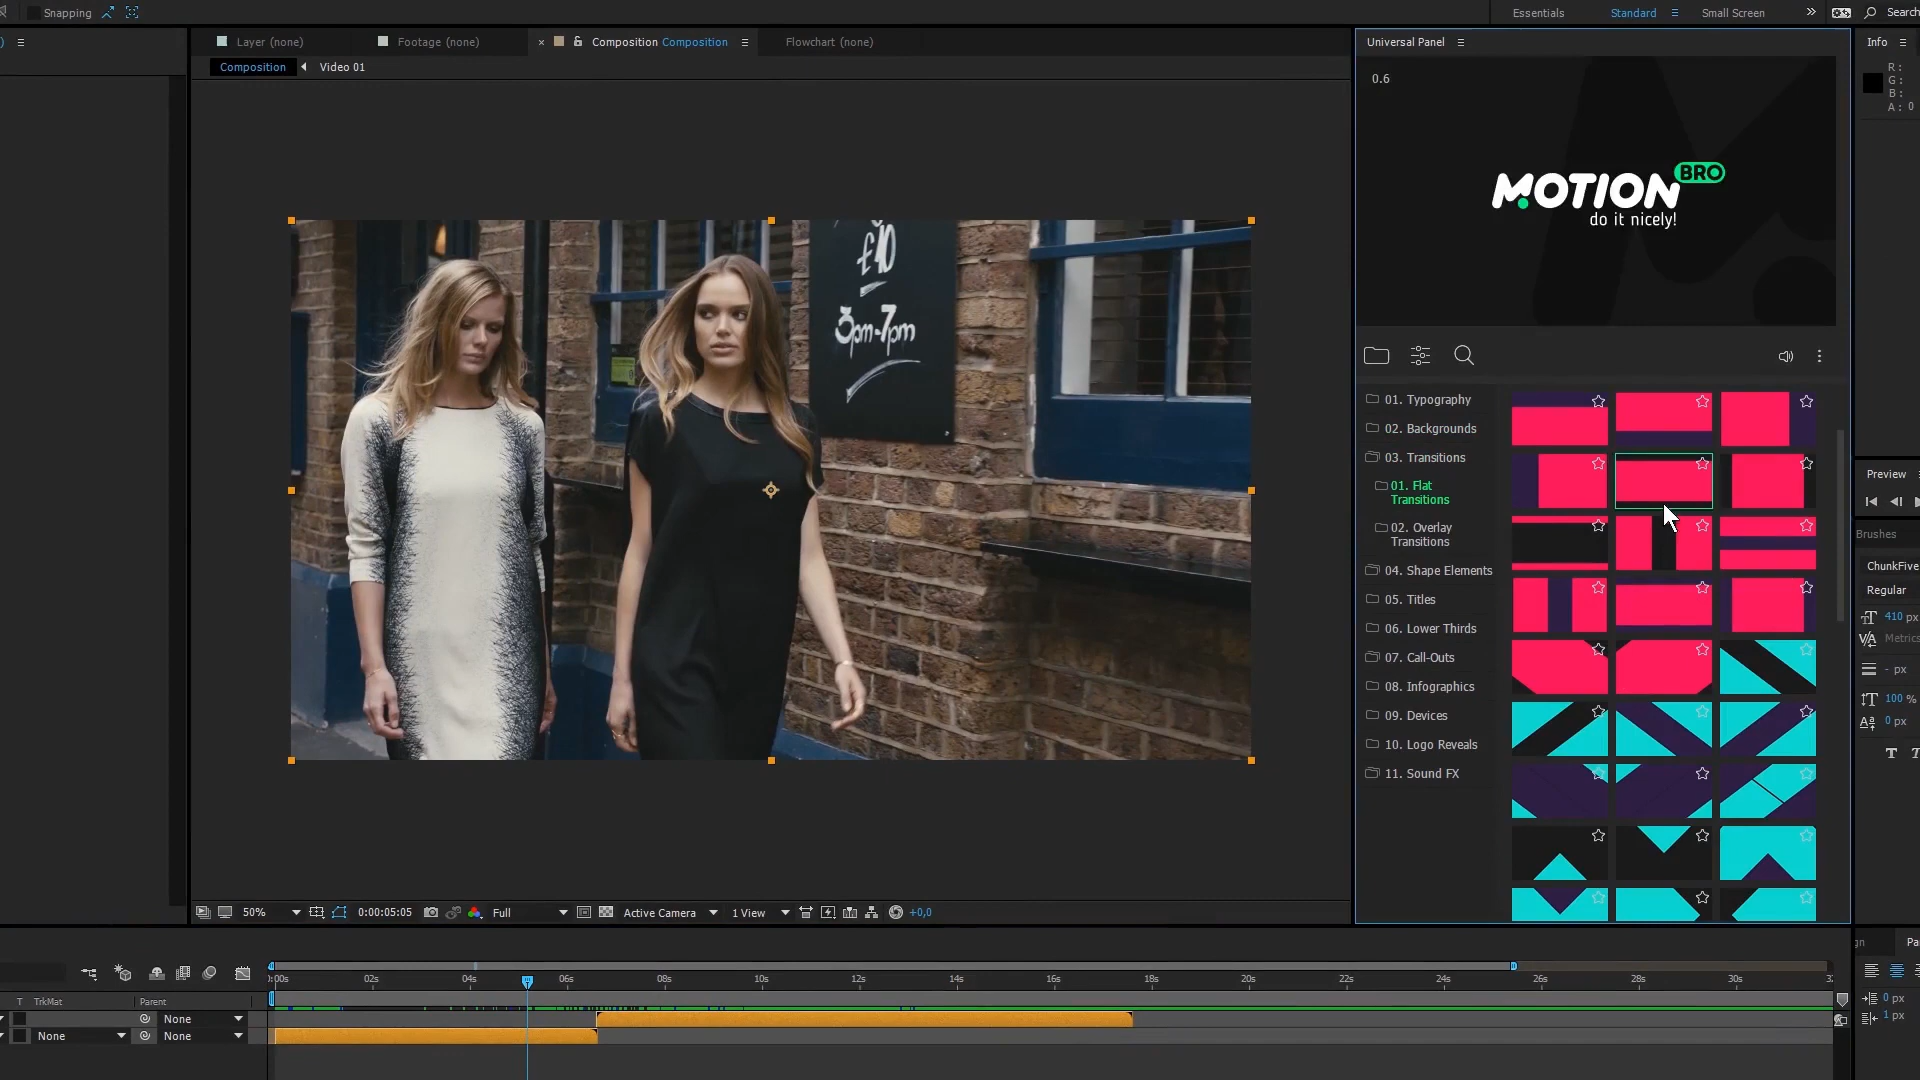 Snapping
Essentials
Standard
Small Screen
Search
Layer (none)
Footage (none)
Composition Composition
Flowchart (none)
Universal Panel
Info
Composition
Video 01
0.6
R :
G :
B :
A : 0
MOTION BRO
do it nicely!
£10
3pm-7pm
01. Typography
02. Backgrounds
03. Transitions
01. Flat
Transitions
02. Overlay
Transitions
04. Shape Elements
05. Titles
06. Lower Thirds
07. Call-Outs
08. Infographics
09. Devices
10. Logo Reveals
11. Sound FX
Preview
Brushes
ChunkFive
Regular
410 px
Metrics
- px
100 %
0 px
T
T
50%
0:00:05:05
Full
Active Camera
1 View
+0,0
gn
Pa
:00s
02s
04s
06s
08s
10s
12s
14s
16s
18s
20s
22s
24s
26s
28s
30s
32
T
TrkMat
Parent
None
None
None
0 px
1 px